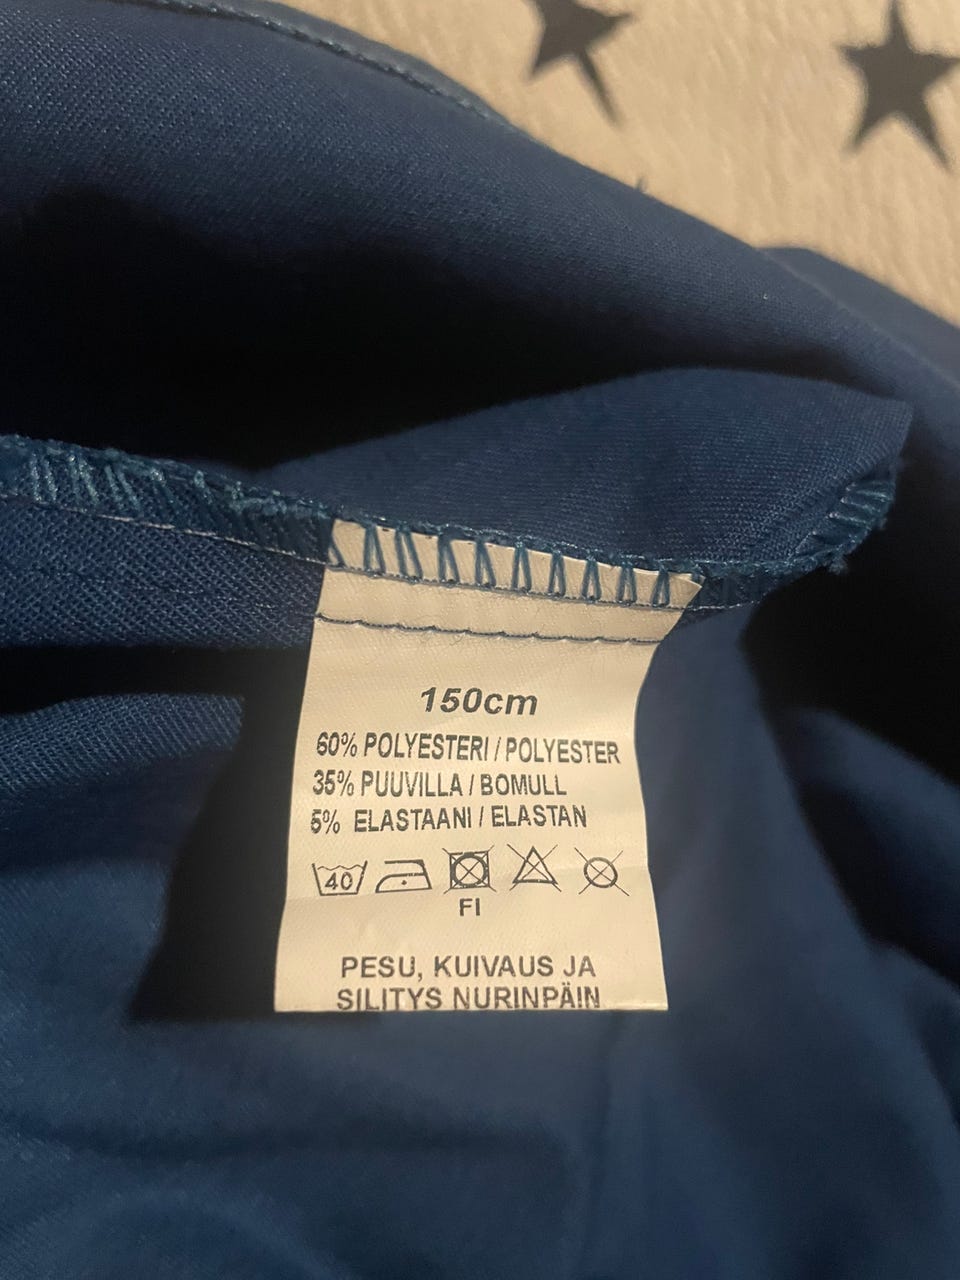 150cm
60% POLYESTERI / POLYESTER
35% PUUVILLA / BOMULL
5% ELASTAANI / ELASTAN
40
FI
PESU, KUIVAUS JA
SILITYS NURINPÄIN